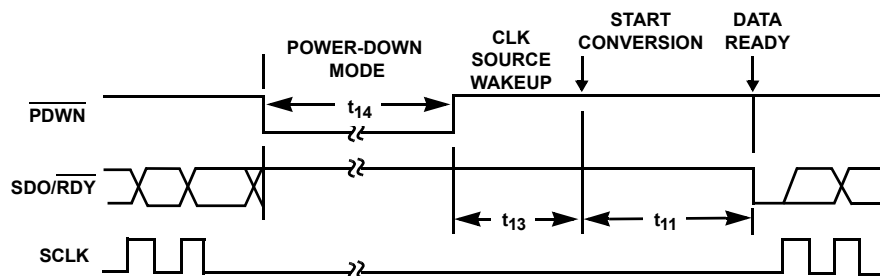 POWER-DOWN
MODE
CLK
SOURCE
WAKEUP
START
CONVERSION
DATA
READY
PDWN
t14
SDO/RDY
t13
t11
SCLK